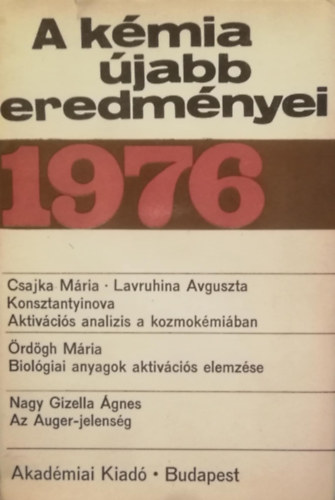 A kémia
újabb
eredményei
1976
Csajka Mária · Lavruhina Avguszta
Konsztantyinova
Aktivációs analizis a kozmokémiában
Ördögh Mária
Biológiai anyagok aktivációs elemzése
Nagy Gizella Ágnes
Az Auger-jelenség
Akadémiai Kiadó · Budapest